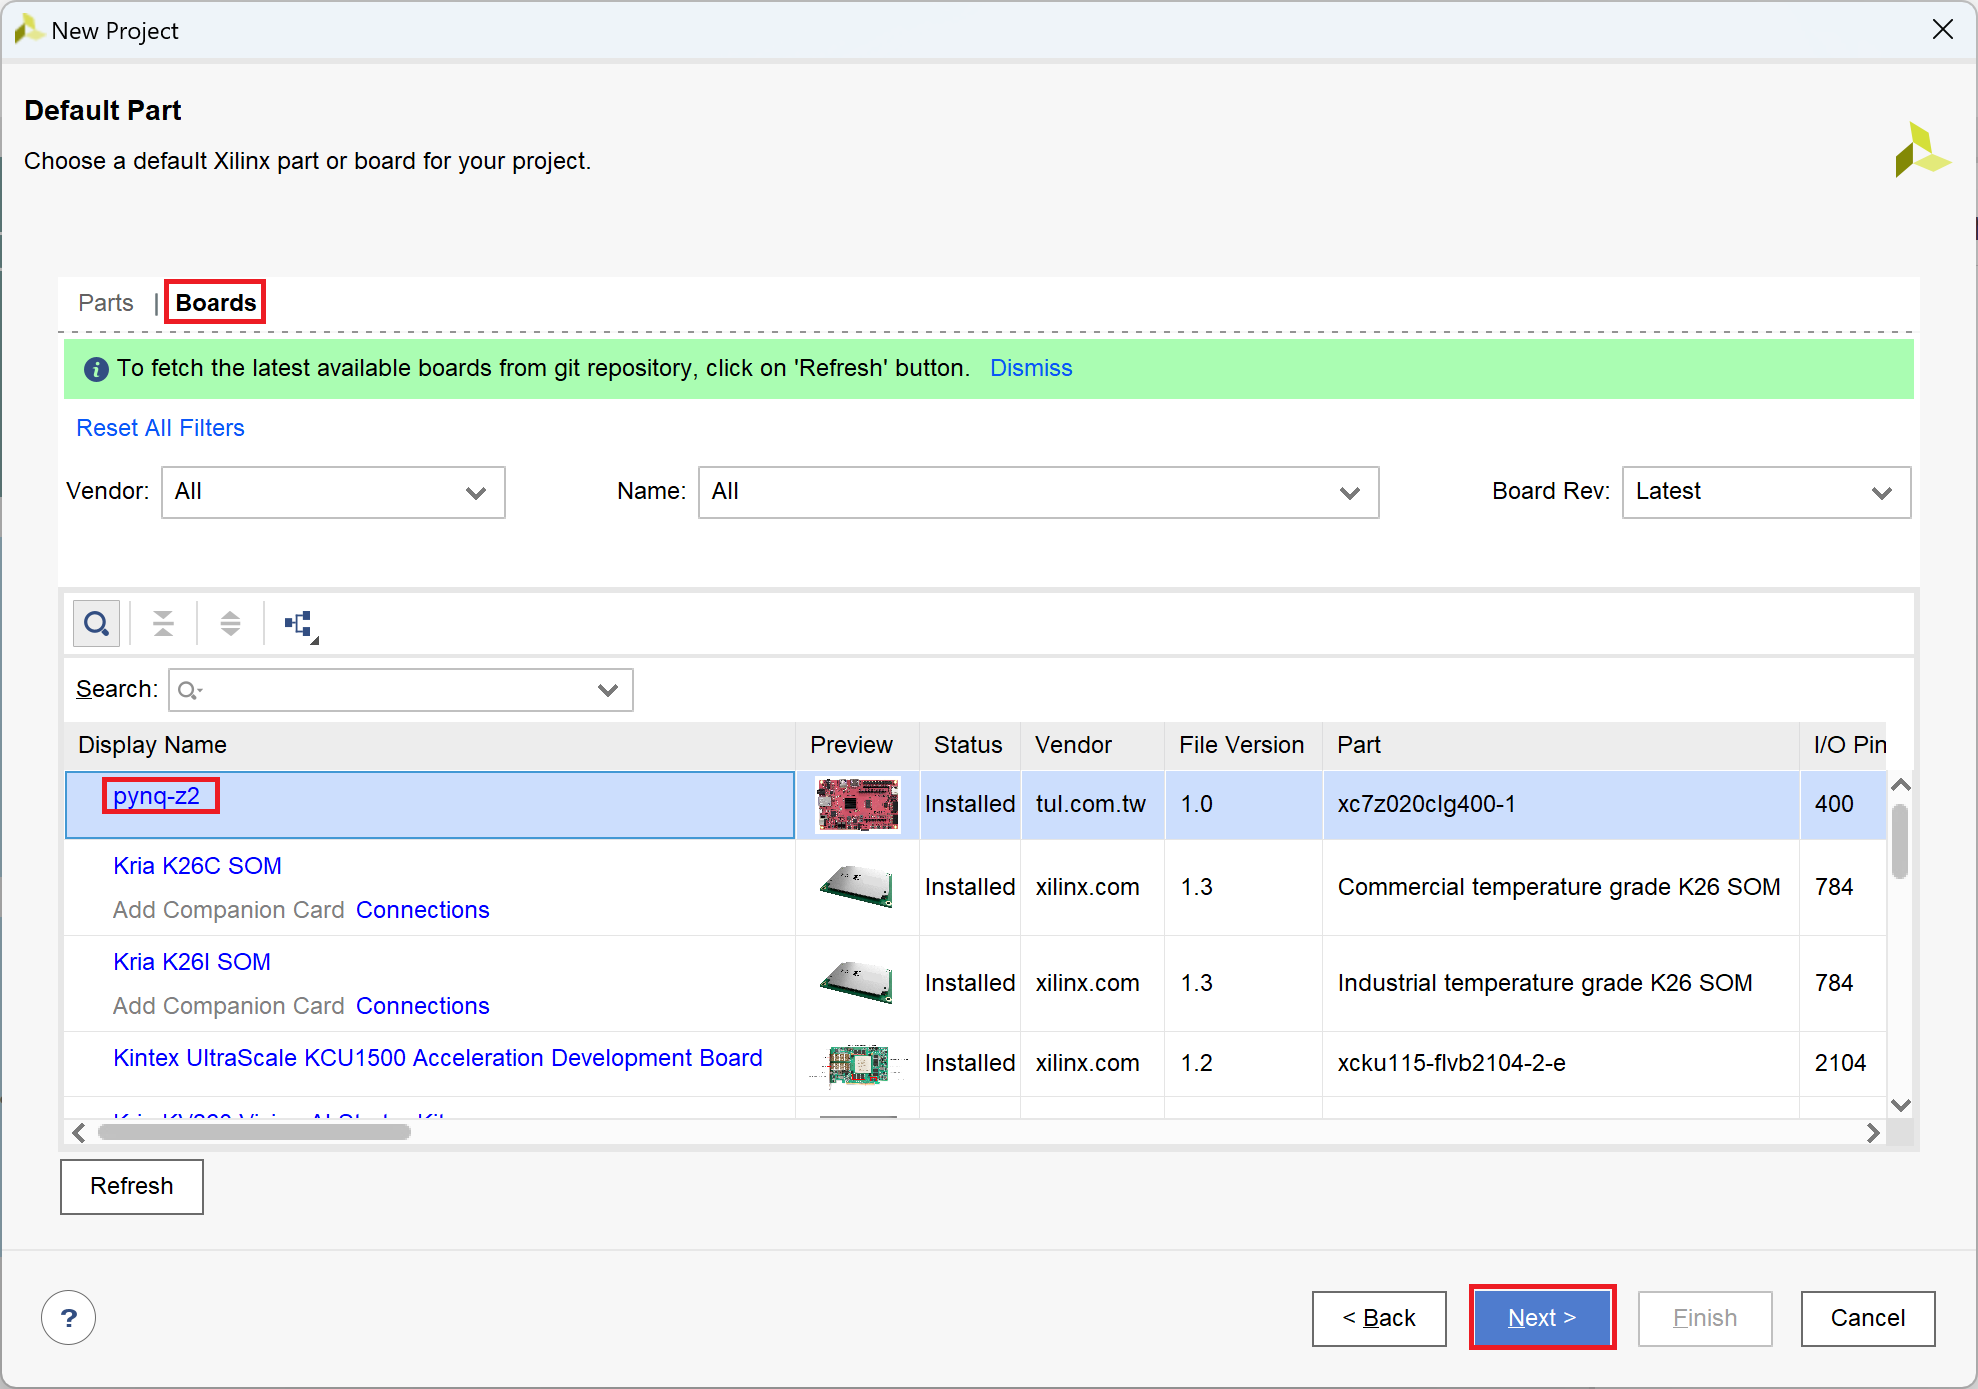 New Project
Default Part
Choose a default Xilinx part or board for your project.
Parts | Boards
i To fetch the latest available boards from git repository, click on 'Refresh' button. Dismiss
Reset All Filters
Vendor: All Name: All Board Rev: Latest
Search:
Display Name Preview Status Vendor File Version Part I/O Pin
pynq-z2 Installed tul.com.tw 1.0 xc7z020clg400-1 400
Kria K26C SOM
Add Companion Card Connections Installed xilinx.com 1.3 Commercial temperature grade K26 SOM 784
Kria K26I SOM
Add Companion Card Connections Installed xilinx.com 1.3 Industrial temperature grade K26 SOM 784
Kintex UltraScale KCU1500 Acceleration Development Board Installed xilinx.com 1.2 xcku115-flvb2104-2-e 2104
Refresh
? < Back Next > Finish Cancel